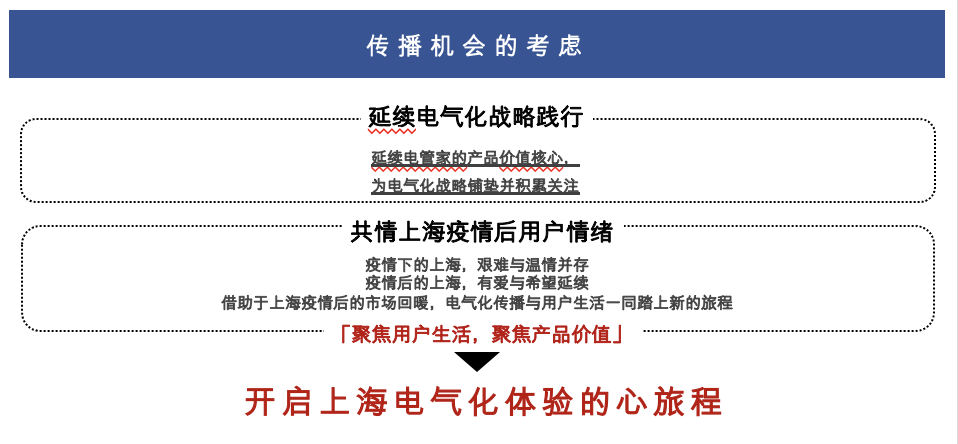 传播机会的考虑
延续电气化战略践行
延续电管家的产品价值核心，
为电气化战略铺垫并积累关注
共情上海疫情后用户情绪
疫情下的上海，艰难与温情并存
疫情后的上海，有爱与希望延续
借助于上海疫情后的市场回暖，电气化传播与用户生活一同踏上新的旅程
「聚焦用户生活，聚焦产品价值」
开启上海电气化体验的心旅程